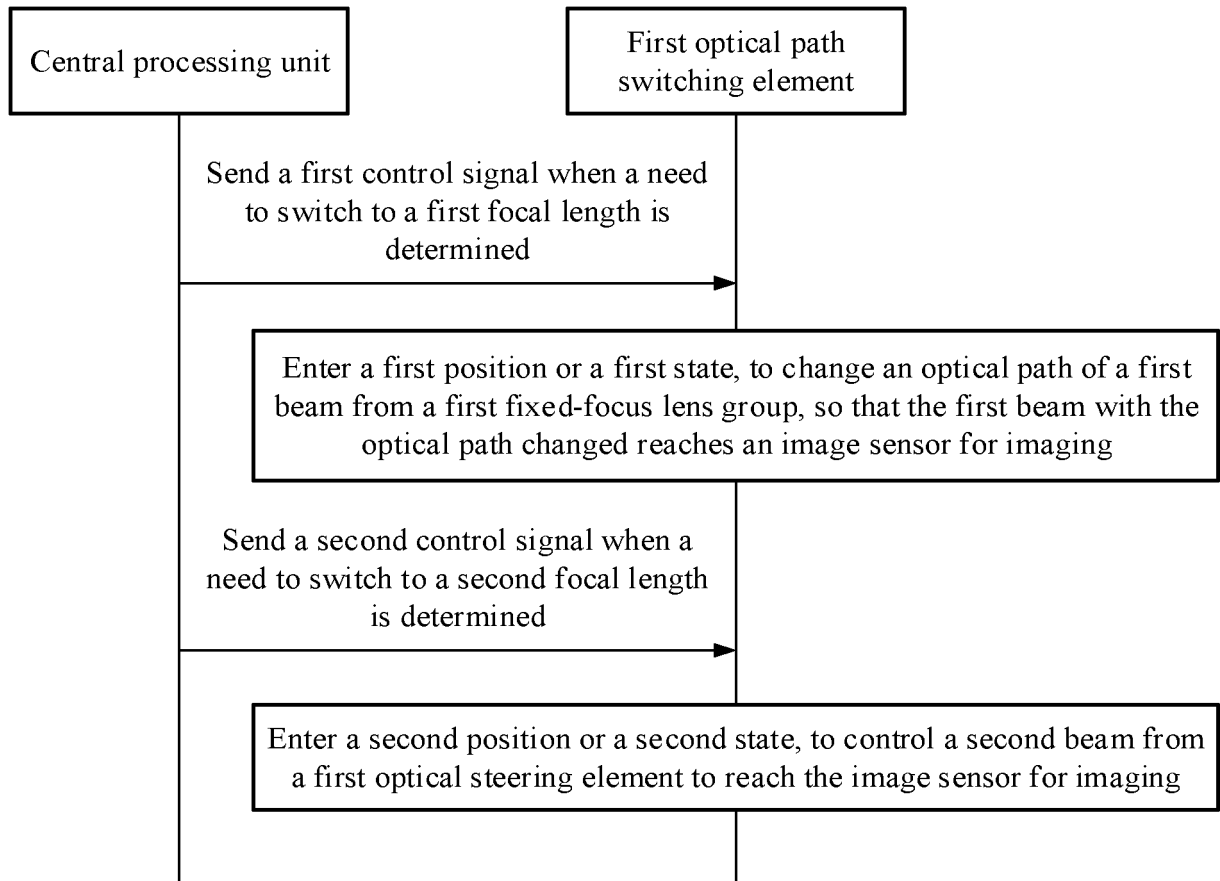 Central processing unit
First optical path
switching element
Send a first control signal when a need
to switch to a first focal length is
determined
Enter a first position or a first state, to change an optical path of a first
beam from a first fixed-focus lens group, so that the first beam with the
optical path changed reaches an image sensor for imaging
Send a second control signal when a
need to switch to a second focal length
is determined
Enter a second position or a second state, to control a second beam from
a first optical steering element to reach the image sensor for imaging